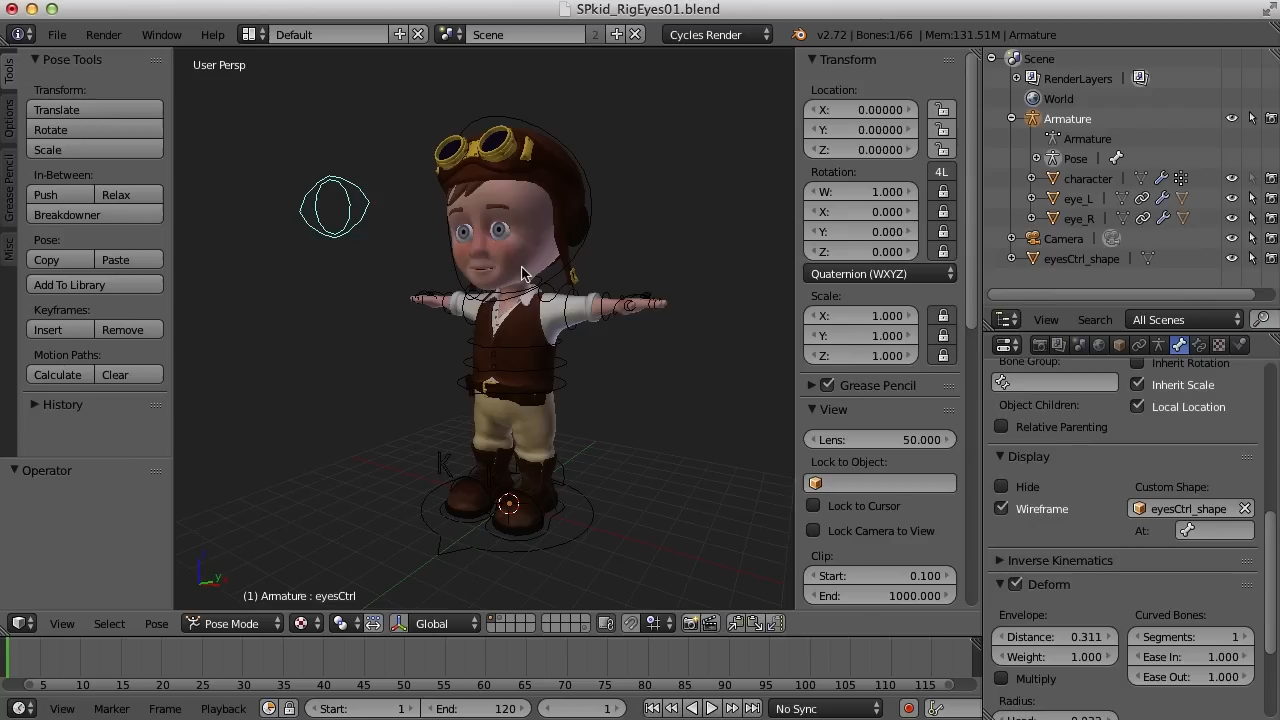 SPkid_RigEyes01.blend
File Render Window Help Default Scene 2 Cycles Render v2.72 | Bones:1/66 | Mem:131.51M | Armature
Tools
Options
Grease Pencil
Misc
Pose Tools
Transform:
Translate
Rotate
Scale
In-Between:
Push Relax
Breakdowner
Pose:
Copy Paste
Add To Library
Keyframes:
Insert Remove
Motion Paths:
Calculate Clear
History
Operator
User Persp
K
z
y
(1) Armature : eyesCtrl
Transform
Location:
X: 0.00000
Y: 0.00000
Z: 0.00000
Rotation: 4L
W: 1.000
X: 0.000
Y: 0.000
Z: 0.000
Quaternion (WXYZ)
Scale:
X: 1.000
Y: 1.000
Z: 1.000
Grease Pencil
View
Lens: 50.000
Lock to Object:
Lock to Cursor
Lock Camera to View
Clip:
Start: 0.100
End: 1000.000
Scene
RenderLayers |
World
Armature
Armature
Pose |
character |
eye_L |
eye_R |
Camera |
eyesCtrl_shape |
View Search All Scenes
Bone Group: Inherit Rotation
Inherit Scale
Object Children: Local Location
Relative Parenting
Display
Hide Custom Shape:
Wireframe eyesCtrl_shape
At:
Inverse Kinematics
Deform
Envelope: Curved Bones:
Distance: 0.311 Segments: 1
Weight: 1.000 Ease In: 1.000
Multiply Ease Out: 1.000
Radius:
View Select Pose Pose Mode Global
5 10 15 20 25 30 35 40 45 50 55 60 65 70 75 80 85 90 95 100 105 110 115
View Marker Frame Playback Start: 1 End: 120 1 No Sync